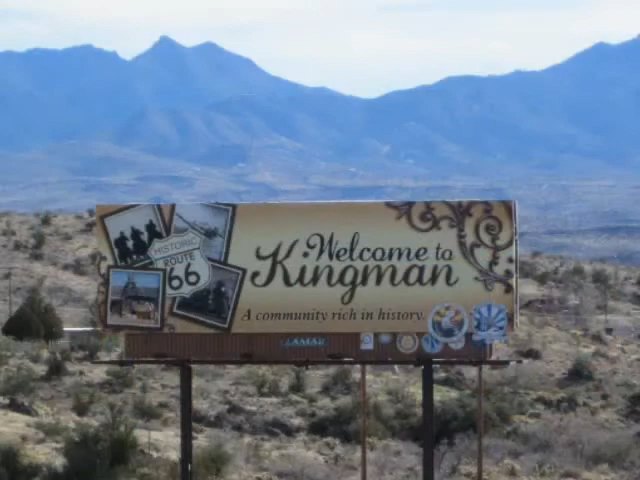 HISTORIC
ROUTE
66
Welcome to
Kingman
A community rich in history.
LAMAR